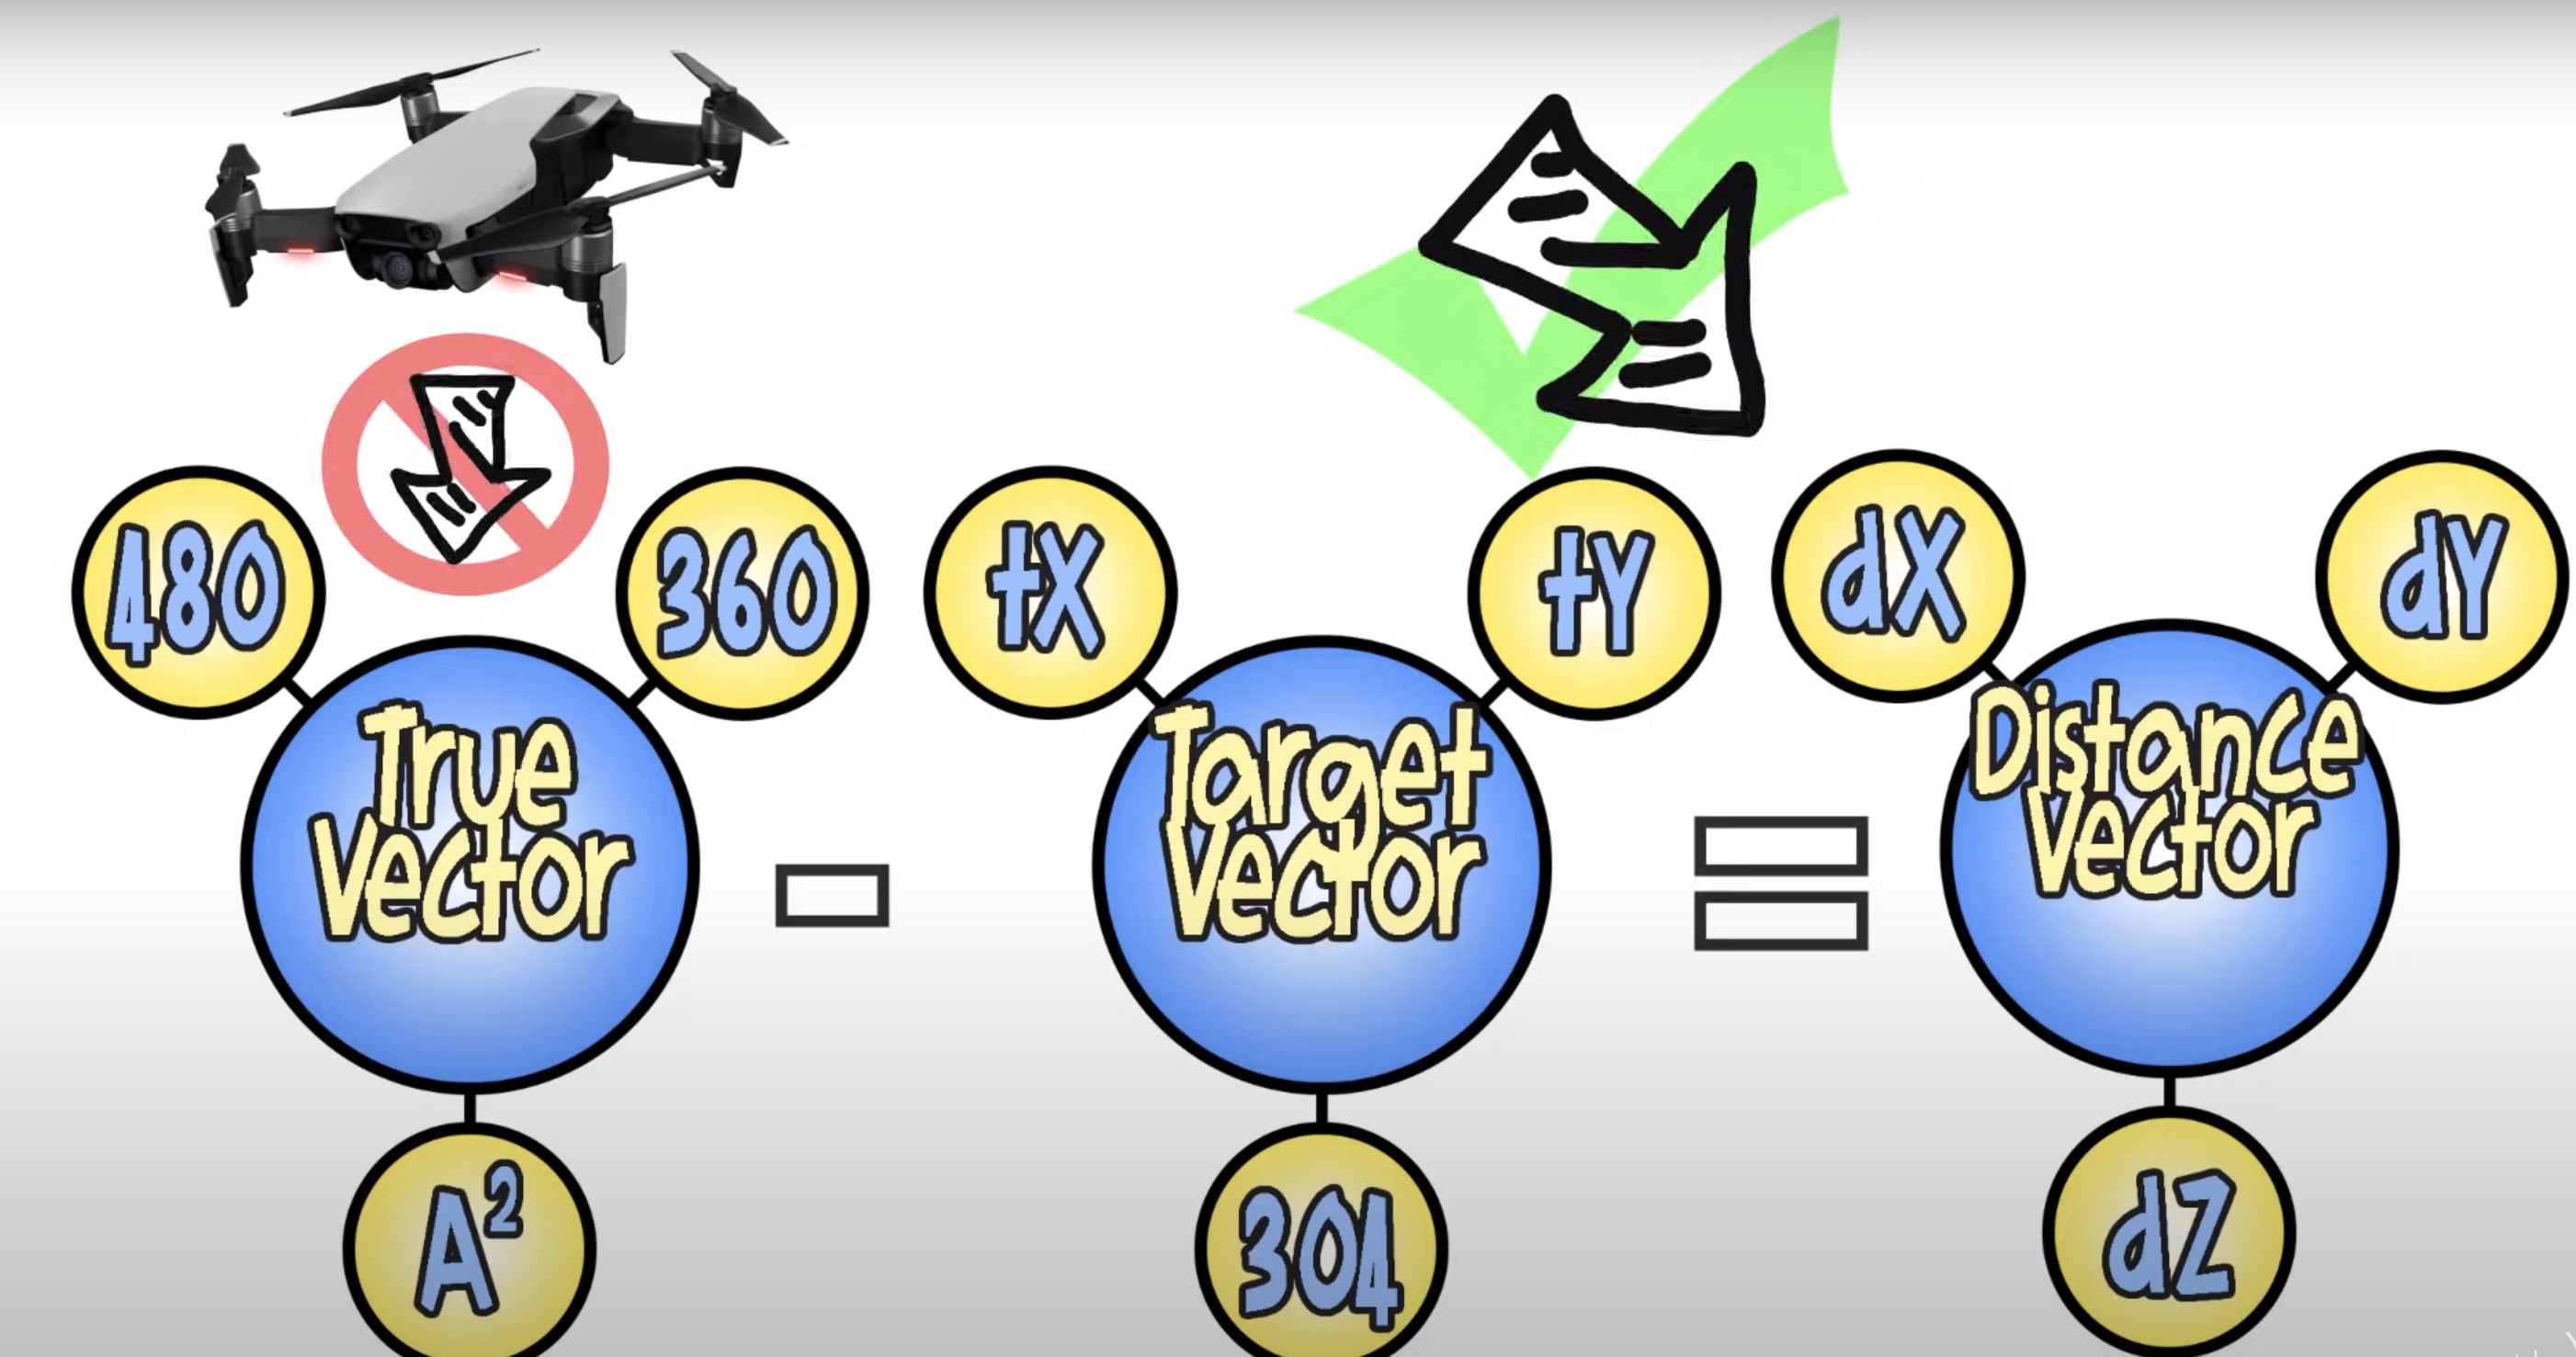 480
360
tX
tY
dX
dY
True
Vector
-
Target
Vector
=
Distance
Vector
A²
304
dZ